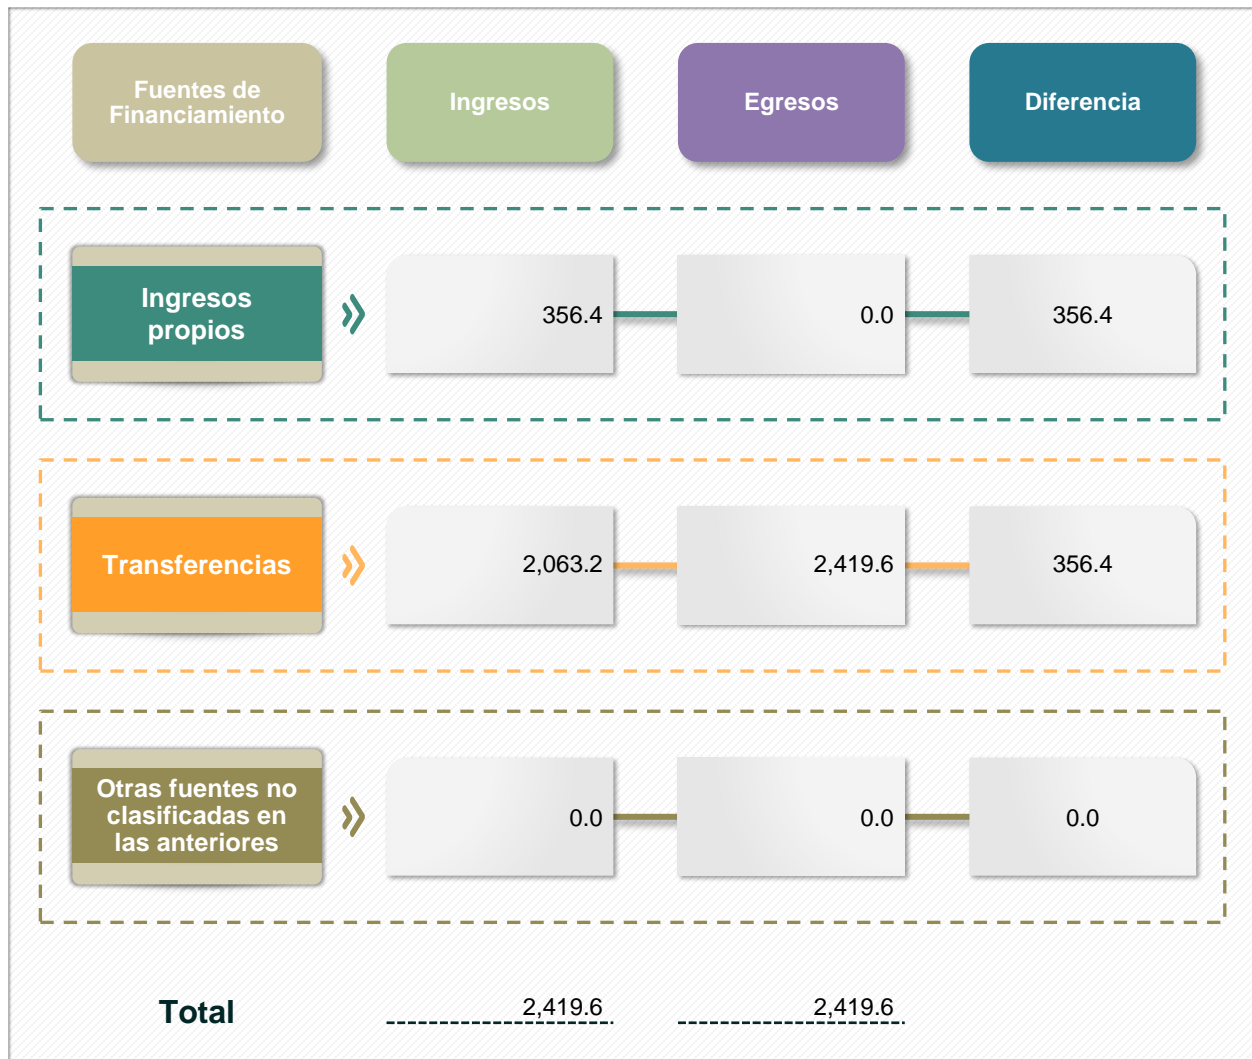 Fuentes de
Financiamiento
Ingresos
Egresos
Diferencia
Ingresos
propios
356.4
0.0
356.4
Transferencias
2,063.2
2,419.6
356.4
Otras fuentes no
clasificadas en
las anteriores
0.0
0.0
0.0
Total
2,419.6
2,419.6